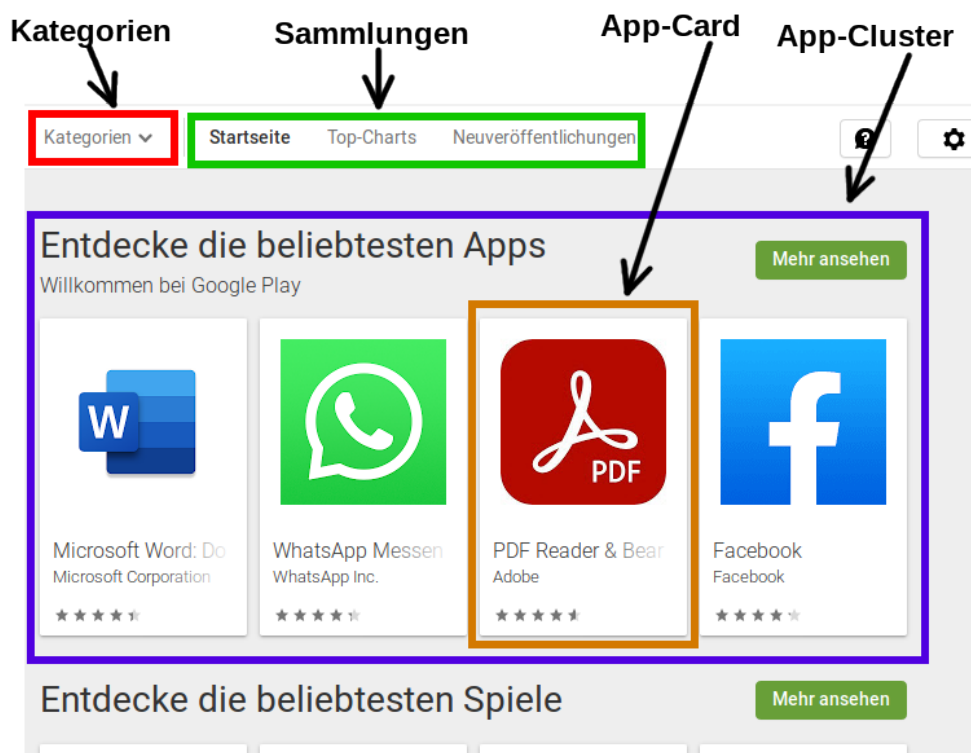 Kategorien Sammlungen App-Card App-Cluster
Kategorien Startseite Top-Charts Neuveröffentlichungen ?
Entdecke die beliebtesten Apps
Mehr ansehen
Willkommen bei Google Play
W PDF f
Microsoft Word: Do WhatsApp Messen PDF Reader & Bear Facebook
Microsoft Corporation WhatsApp Inc. Adobe Facebook
Entdecke die beliebtesten Spiele
Mehr ansehen